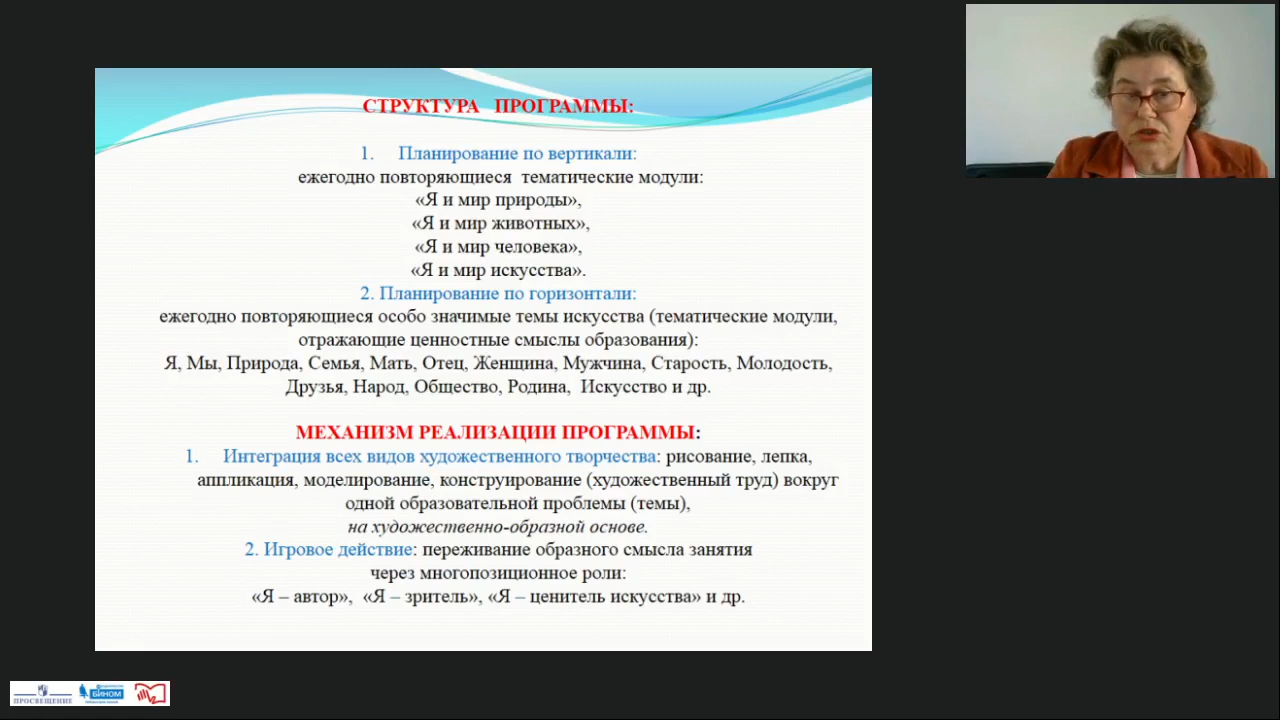 СТРУКТУРА ПРОГРАММЫ:
1. Планирование по вертикали:
ежегодно повторяющиеся тематические модули:
«Я и мир природы»,
«Я и мир животных»,
«Я и мир человека»,
«Я и мир искусства».
2. Планирование по горизонтали:
ежегодно повторяющиеся особо значимые темы искусства (тематические модули,
отражающие ценностные смыслы образования):
Я, Мы, Природа, Семья, Мать, Отец, Женщина, Мужчина, Старость, Молодость,
Друзья, Народ, Общество, Родина, Искусство и др.
МЕХАНИЗМ РЕАЛИЗАЦИИ ПРОГРАММЫ:
1. Интеграция всех видов художественного творчества: рисование, лепка,
аппликация, моделирование, конструирование (художественный труд) вокруг
одной образовательной проблемы (темы),
на художественно-образной основе.
2. Игровое действие: переживание образного смысла занятия
через многопозиционное роли:
«Я – автор», «Я – зритель», «Я – ценитель искусства» и др.
ПРОСВЕЩЕНИЕ
БИНОМ